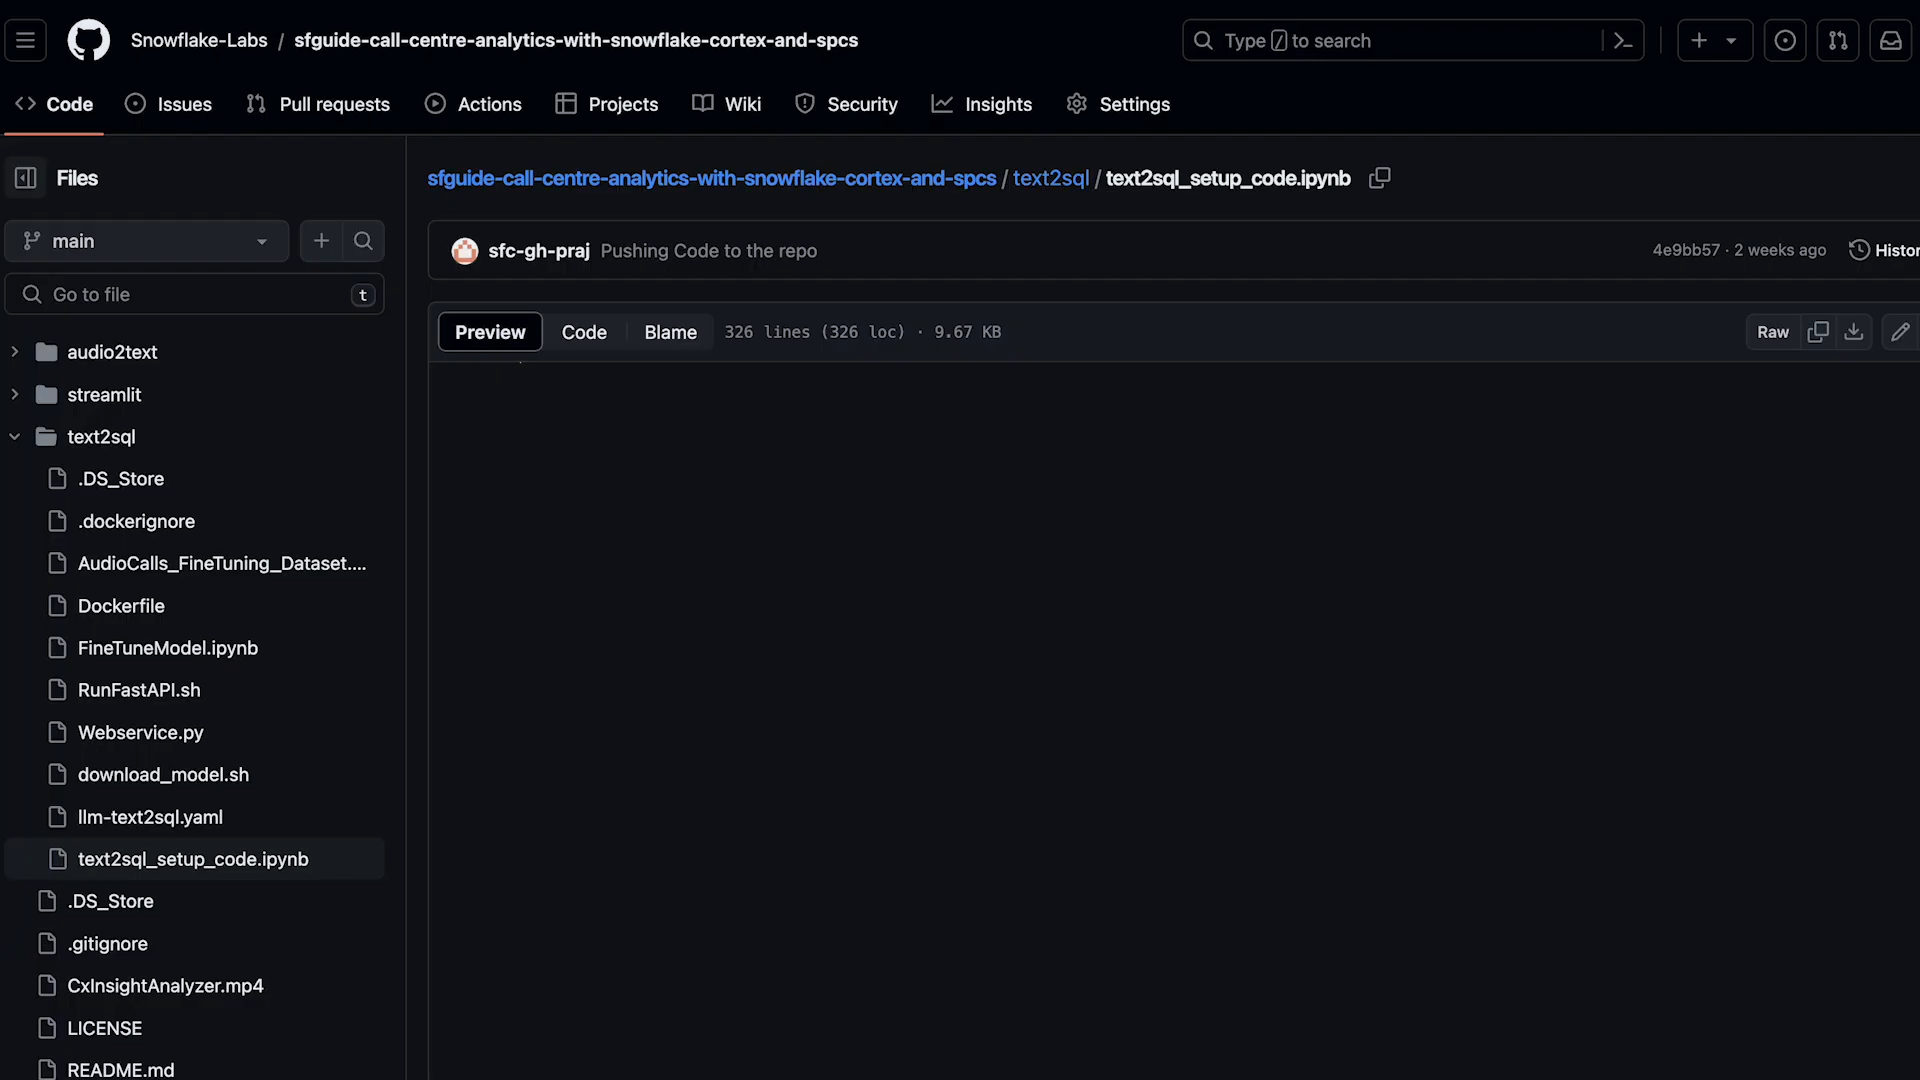 Snowflake-Labs / sfguide-call-centre-analytics-with-snowflake-cortex-and-spcs
Type / to search
Code Issues Pull requests Actions Projects Wiki Security Insights Settings
Files
main
Go to file t
audio2text
streamlit
text2sql
.DS_Store
.dockerignore
AudioCalls_FineTuning_Dataset....
Dockerfile
FineTuneModel.ipynb
RunFastAPI.sh
Webservice.py
download_model.sh
llm-text2sql.yaml
text2sql_setup_code.ipynb
.DS_Store
.gitignore
CxInsightAnalyzer.mp4
LICENSE
README.md
sfguide-call-centre-analytics-with-snowflake-cortex-and-spcs / text2sql / text2sql_setup_code.ipynb
sfc-gh-praj Pushing Code to the repo 4e9bb57 · 2 weeks ago Histor
Preview Code Blame 326 lines (326 loc) · 9.67 KB Raw